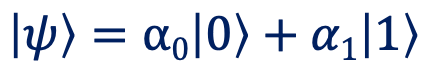 |ψ⟩ = α₀|0⟩ + α₁|1⟩